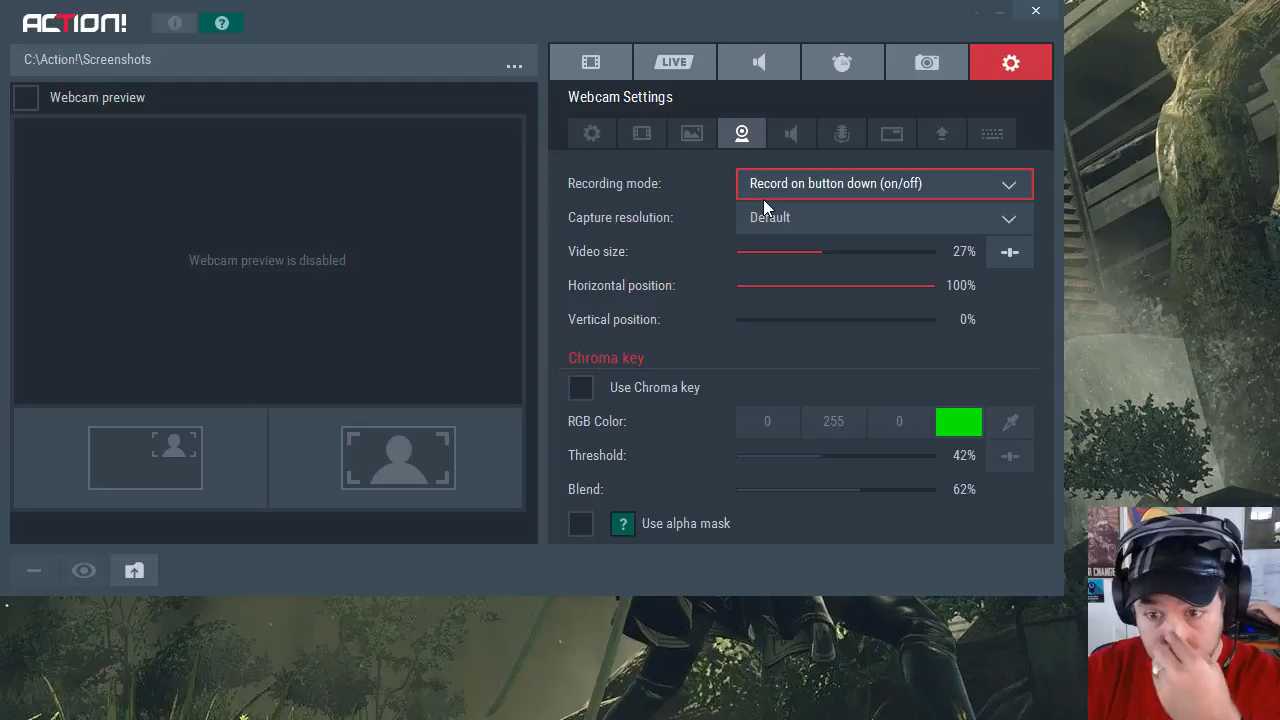 ACTION!
i
?
C:\Action!\Screenshots
...
Webcam preview
Webcam preview is disabled
LIVE
Webcam Settings
Recording mode:
Record on button down (on/off)
Capture resolution:
Default
Video size:
27%
Horizontal position:
100%
Vertical position:
0%
Chroma key
Use Chroma key
RGB Color:
0
255
0
Threshold:
42%
Blend:
62%
?
Use alpha mask